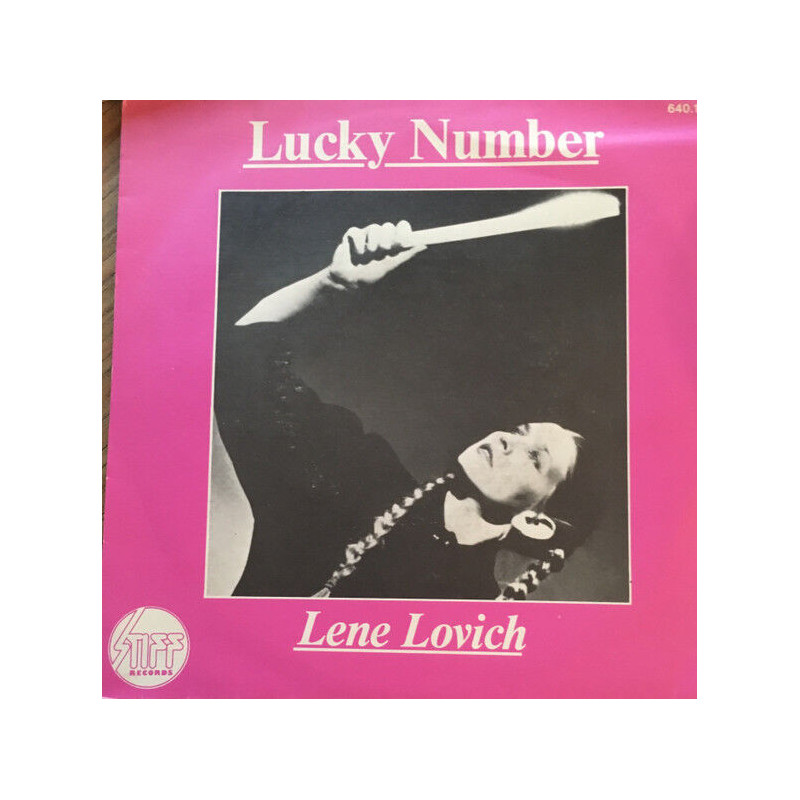 640.1
Lucky Number
Lene Lovich
STIFF
RECORDS